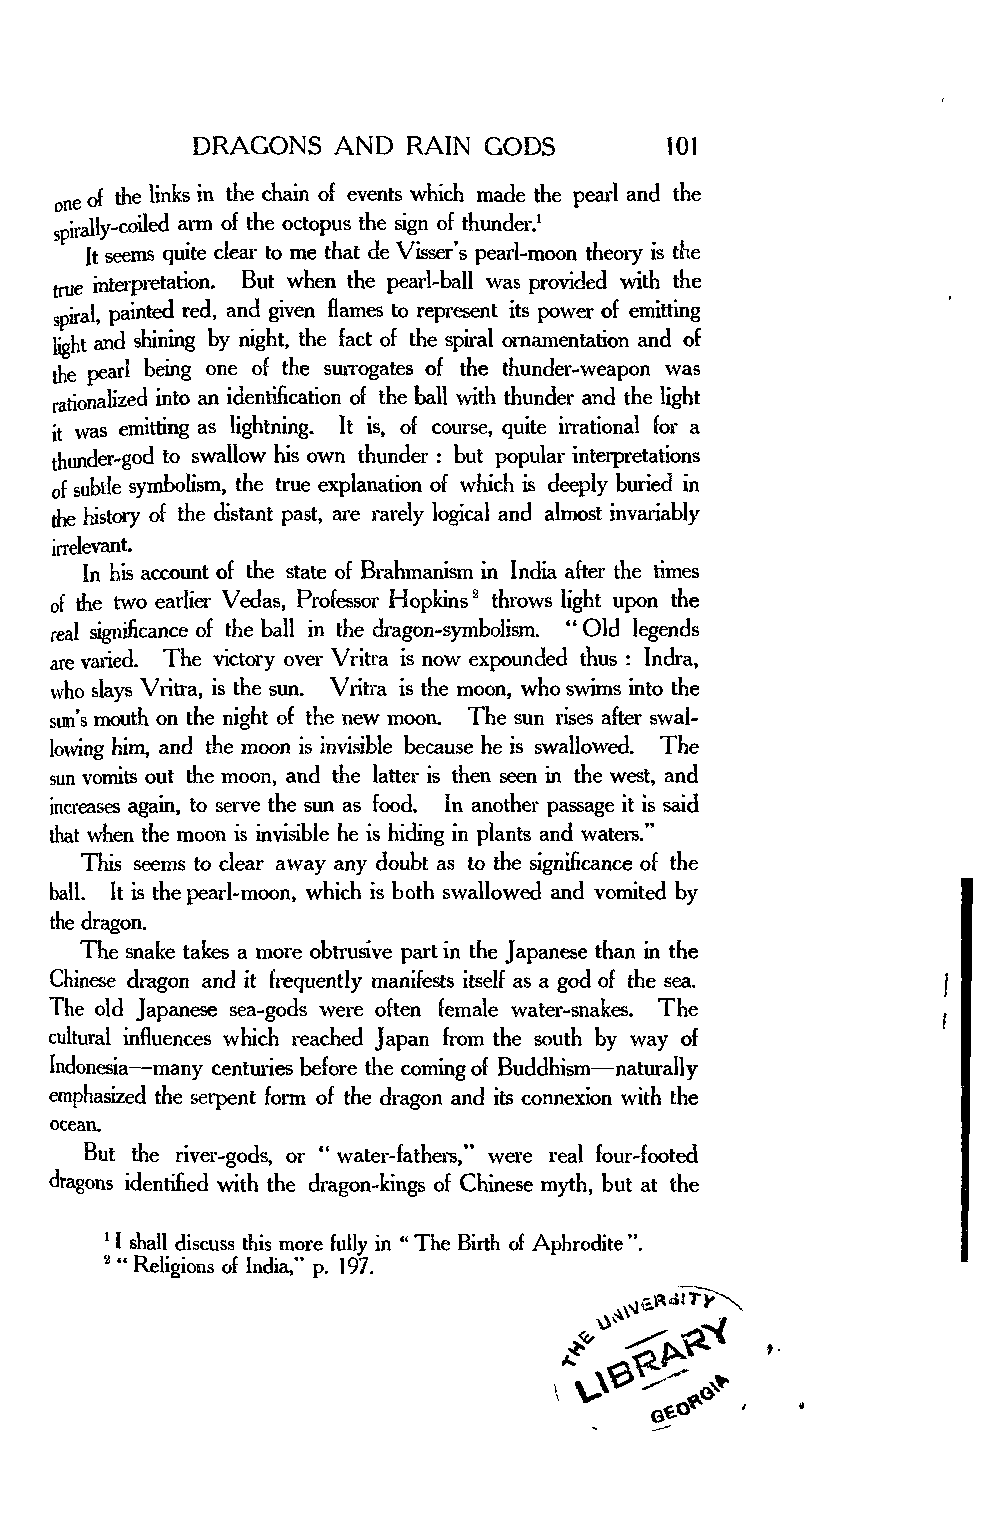 DRAGONS AND RAIN GODS 101
one of the links in the chain of events which made the pearl and the
spirally-coiled arm of the octopus the sign of thunder.¹
It seems quite clear to me that de Visser's pearl-moon theory is the
true interpretation. But when the pearl-ball was provided with the
spiral, painted red, and given flames to represent its power of emitting
light and shining by night, the fact of the spiral ornamentation and of
the pearl being one of the surrogates of the thunder-weapon was
rationalized into an identification of the ball with thunder and the light
it was emitting as lightning. It is, of course, quite irrational for a
thunder-god to swallow his own thunder : but popular interpretations
of subtle symbolism, the true explanation of which is deeply buried in
the history of the distant past, are rarely logical and almost invariably
irrelevant.
In his account of the state of Brahmanism in India after the times
of the two earlier Vedas, Professor Hopkins ² throws light upon the
real significance of the ball in the dragon-symbolism. “ Old legends
are varied. The victory over Vritra is now expounded thus : Indra,
who slays Vritra, is the sun. Vritra is the moon, who swims into the
sun's mouth on the night of the new moon. The sun rises after swal-
lowing him, and the moon is invisible because he is swallowed. The
sun vomits out the moon, and the latter is then seen in the west, and
increases again, to serve the sun as food. In another passage it is said
that when the moon is invisible he is hiding in plants and waters.”
This seems to clear away any doubt as to the significance of the
ball. It is the pearl-moon, which is both swallowed and vomited by
the dragon.
The snake takes a more obtrusive part in the Japanese than in the
Chinese dragon and it frequently manifests itself as a god of the sea.
The old Japanese sea-gods were often female water-snakes. The
cultural influences which reached Japan from the south by way of
Indonesia—many centuries before the coming of Buddhism—naturally
emphasized the serpent form of the dragon and its connexion with the
ocean.
But the river-gods, or “ water-fathers,” were real four-footed
dragons identified with the dragon-kings of Chinese myth, but at the
¹ I shall discuss this more fully in “ The Birth of Aphrodite ”.
² “ Religions of India,” p. 197.
THE UNIVERSITY
LIBRARY
GEORGIA